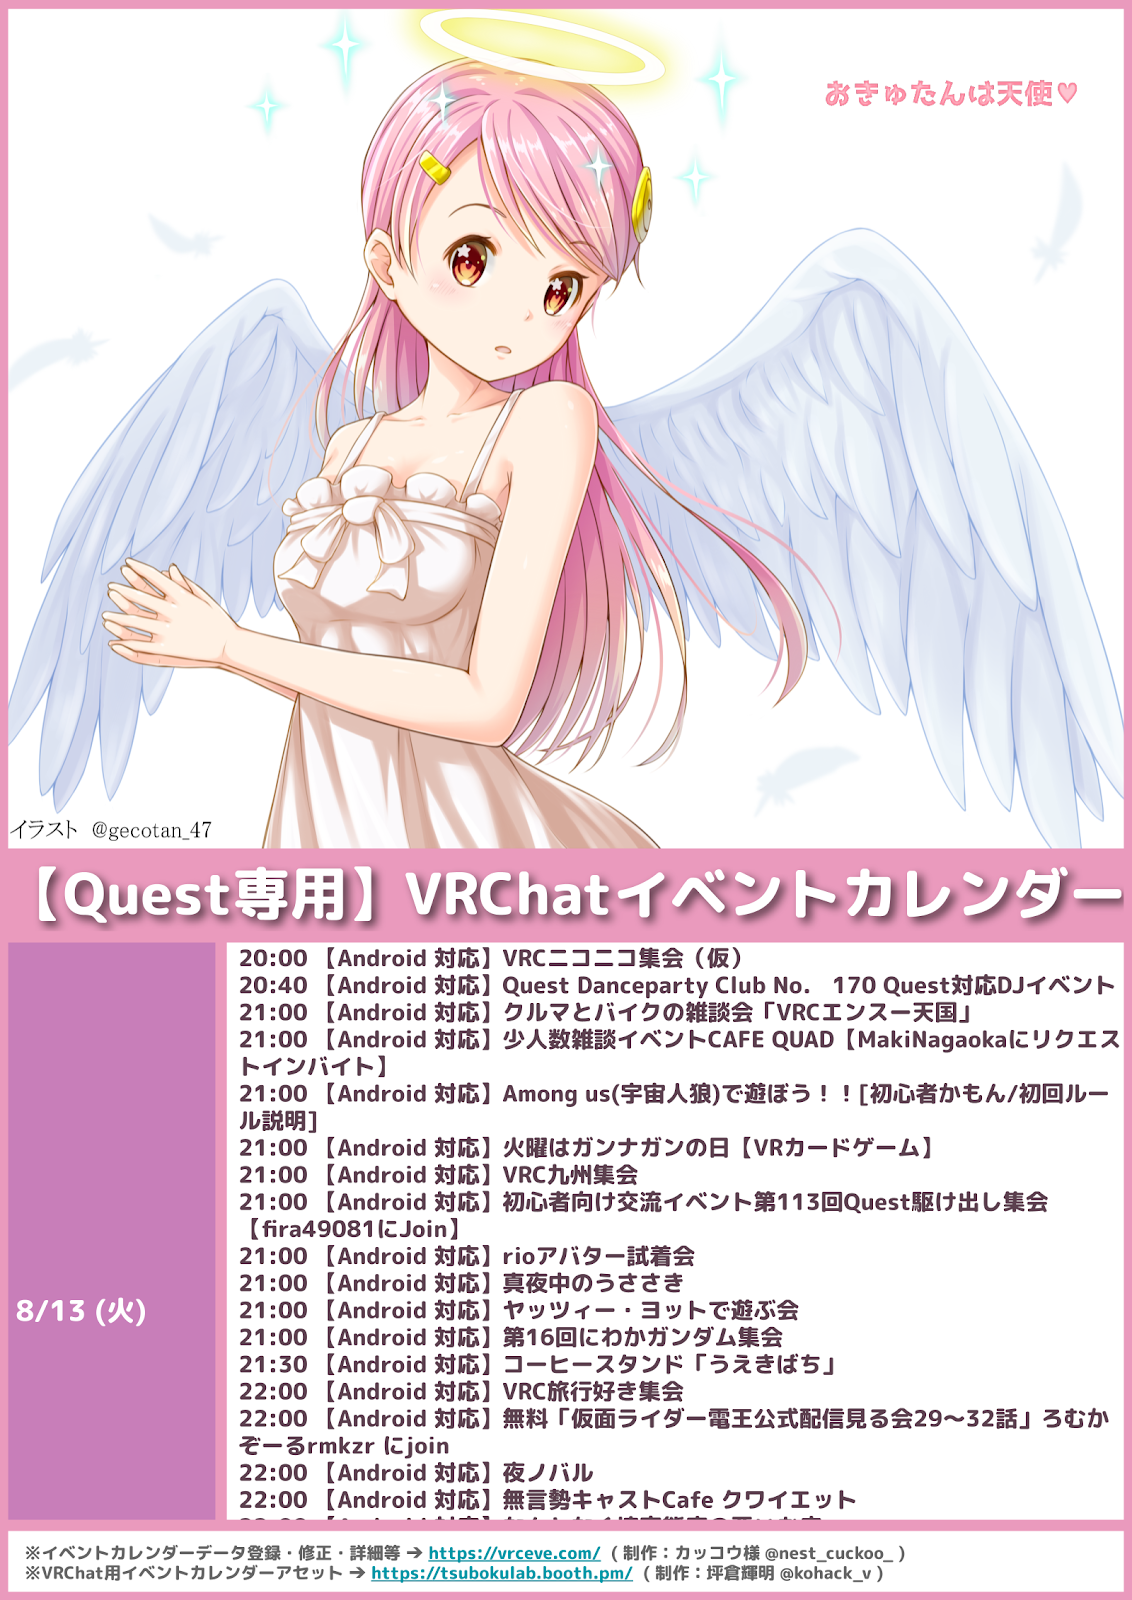 おきゅたんは天使♥
イラスト @gecotan_47
【Quest専用】VRChatイベントカレンダー
8/13 (火)
20:00 【Android 対応】VRCニコニコ集会（仮）
20:40 【Android 対応】Quest Danceparty Club No. 170 Quest対応DJイベント
21:00 【Android 対応】クルマとバイクの雑談会「VRCエンスー天国」
21:00 【Android 対応】少人数雑談イベントCAFE QUAD【MakiNagaokaにリクエス
トインバイト】
21:00 【Android 対応】Among us(宇宙人狼)で遊ぼう！！[初心者かもん/初回ルー
ル説明]
21:00 【Android 対応】火曜はガンナガンの日【VRカードゲーム】
21:00 【Android 対応】VRC九州集会
21:00 【Android 対応】初心者向け交流イベント第113回Quest駆け出し集会
【fira49081にJoin】
21:00 【Android 対応】rioアバター試着会
21:00 【Android 対応】真夜中のうささき
21:00 【Android 対応】ヤッツィー・ヨットで遊ぶ会
21:00 【Android 対応】第16回にわかガンダム集会
21:30 【Android 対応】コーヒースタンド「うえきばち」
22:00 【Android 対応】VRC旅行好き集会
22:00 【Android 対応】無料「仮面ライダー電王公式配信見る会29～32話」ろむか
ぞーるrmkzr にjoin
22:00 【Android 対応】夜ノバル
22:00 【Android 対応】無言勢キャストCafe クワイエット
※イベントカレンダーデータ登録・修正・詳細等 → https://vrceve.com/ ( 制作：カッコウ様 @nest_cuckoo_ )
※VRChat用イベントカレンダーアセット → https://tsubokulab.booth.pm/ ( 制作：坪倉輝明 @kohack_v )